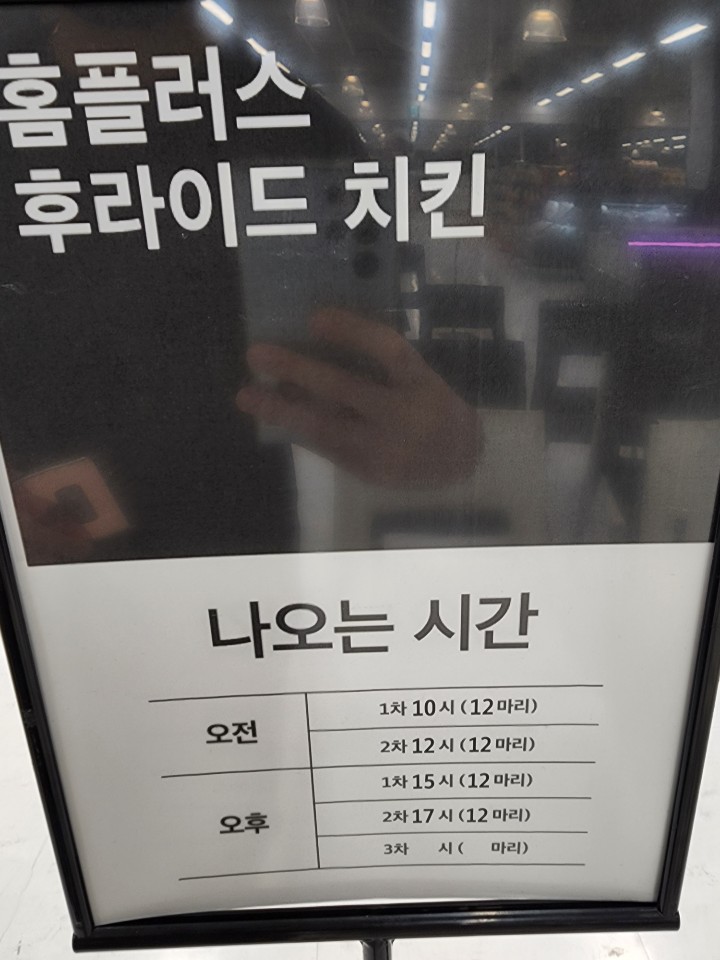 홈플러스
후라이드 치킨
나오는 시간
오전
1차 10시 (12마리)
2차 12시 (12마리)
오후
1차 15시 (12마리)
2차 17시 (12마리)
3차 시 ( 마리)